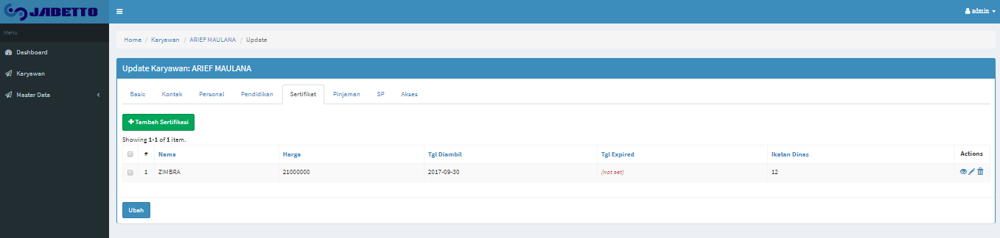 JABETTO
admin
Menu
Home / Karyawan / ARIEF MAULANA / Update
Dashboard
Karyawan
Master Data
Update Karyawan: ARIEF MAULANA
Basic Kontak Personal Pendidikan Sertifikat Pinjaman SP Akses
Tambah Sertifikasi
Showing 1-1 of 1 item.
# Nama Harga Tgl Diambil Tgl Expired Ikatan Dinas Actions
1 ZIMBRA 21000000 2017-09-30 (not set) 12
Ubah